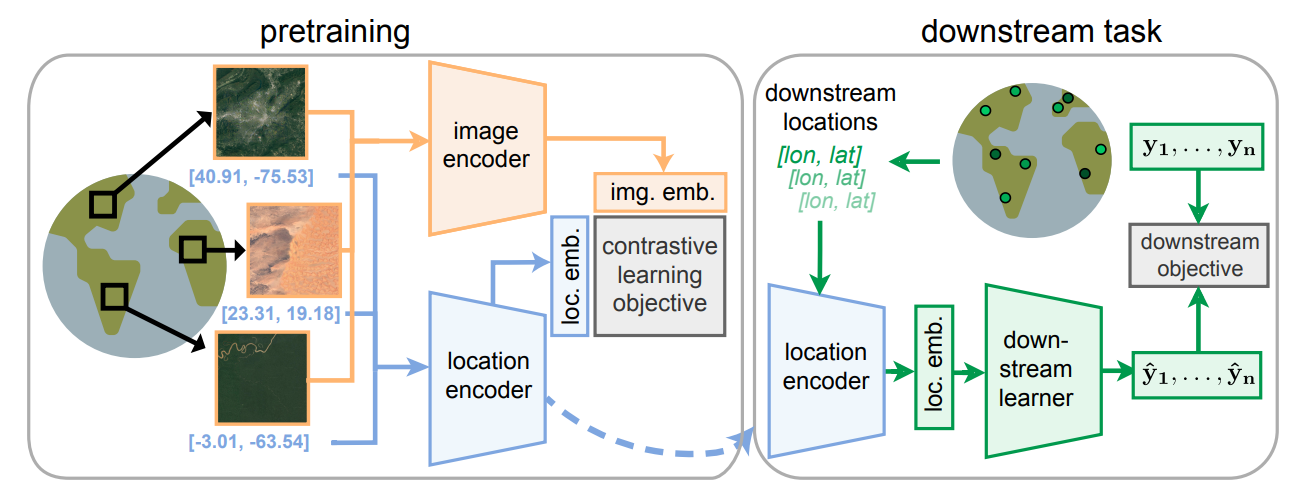 pretraining
[40.91, -75.53]
[23.31, 19.18]
[-3.01, -63.54]
image
encoder
location
encoder
img. emb.
loc. emb.
contrastive
learning
objective
downstream task
downstream
locations
[lon, lat]
[lon, lat]
[lon, lat]
location
encoder
loc. emb.
down-
stream
learner
y₁, . . . , yₙ
downstream
objective
ŷ₁, . . . , ŷₙ